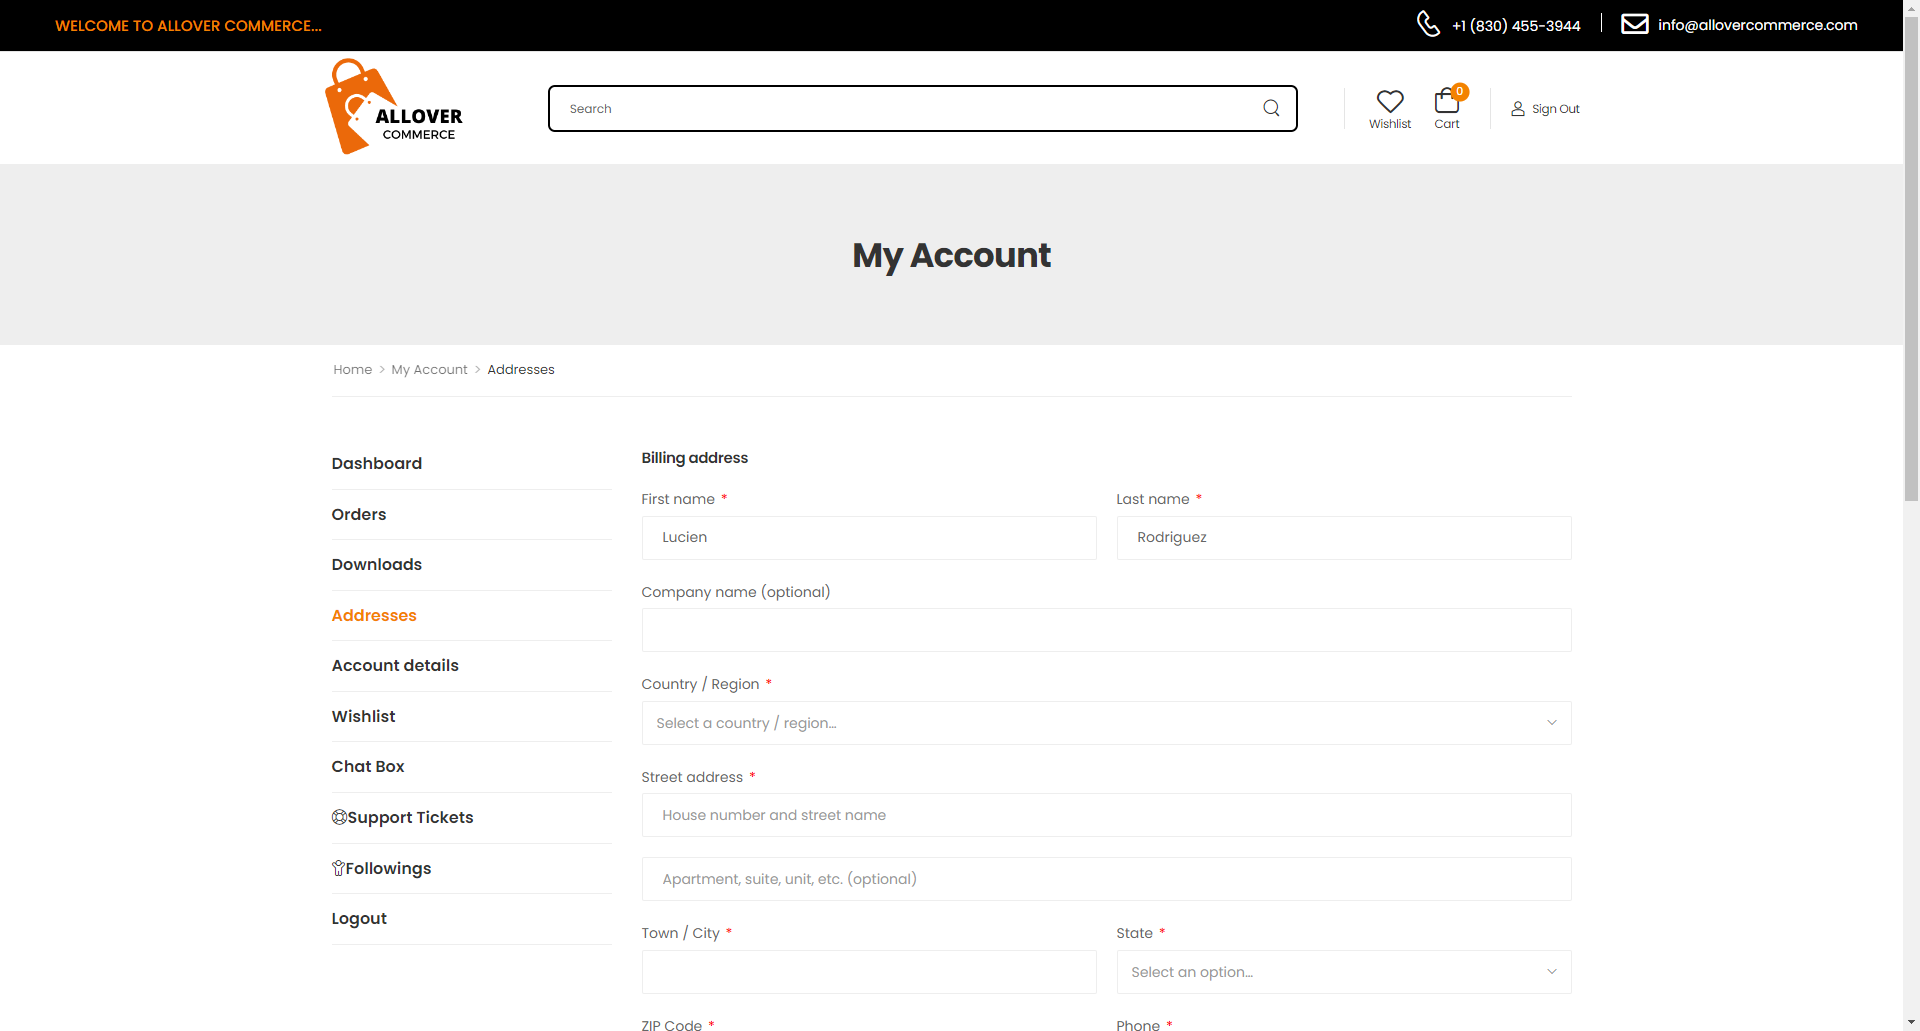 WELCOME TO ALLOVER COMMERCE...
+1 (830) 455-3944
info@allovercommerce.com
ALLOVER
COMMERCE
Search
Wishlist
0
Cart
Sign Out
My Account
Home > My Account > Addresses
Dashboard
Orders
Downloads
Addresses
Account details
Wishlist
Chat Box
Support Tickets
Followings
Logout
Billing address
First name *
Last name *
Lucien
Rodriguez
Company name (optional)
Country / Region *
Select a country / region...
Street address *
House number and street name
Apartment, suite, unit, etc. (optional)
Town / City *
State *
Select an option...
ZIP Code *
Phone *